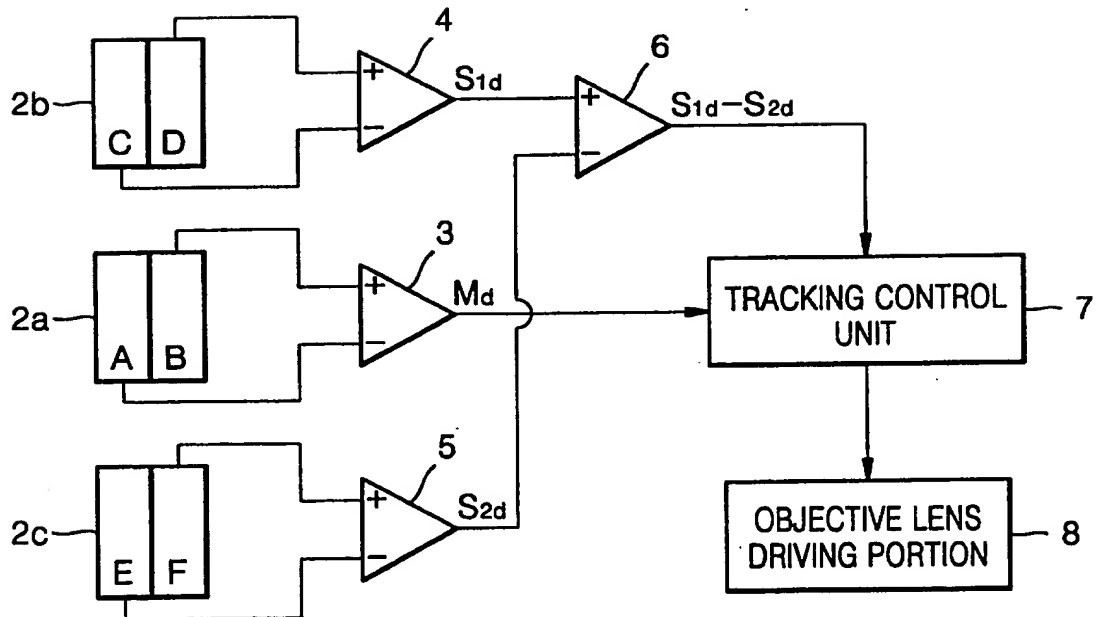 4
6
+
S1d
+
S1d–S2d
2b
C D
–
–
3
+
Md
TRACKING CONTROL
UNIT
7
2a
A B
–
5
+
S2d
OBJECTIVE LENS
DRIVING PORTION
8
2c
E F
–